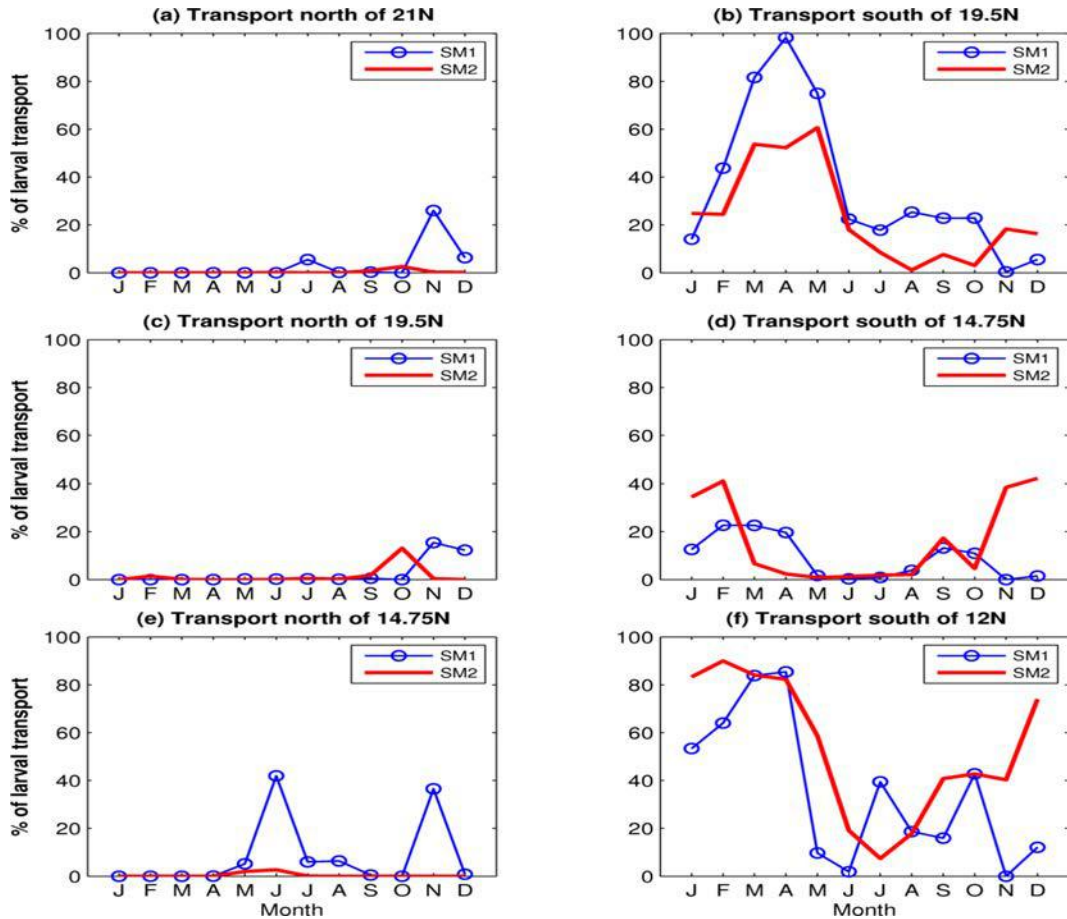 (a) Transport north of 21N
% of larval transport
100
80
60
40
20
0
SM1
SM2
J F M A M J J A S O N D
(b) Transport south of 19.5N
100
80
60
40
20
0
SM1
SM2
J F M A M J J A S O N D
(c) Transport north of 19.5N
% of larval transport
100
80
60
40
20
0
SM1
SM2
J F M A M J J A S O N D
(d) Transport south of 14.75N
100
80
60
40
20
0
SM1
SM2
J F M A M J J A S O N D
(e) Transport north of 14.75N
% of larval transport
100
80
60
40
20
0
SM1
SM2
J F M A M J J A S O N D
Month
(f) Transport south of 12N
100
80
60
40
20
0
SM1
SM2
J F M A M J J A S O N D
Month